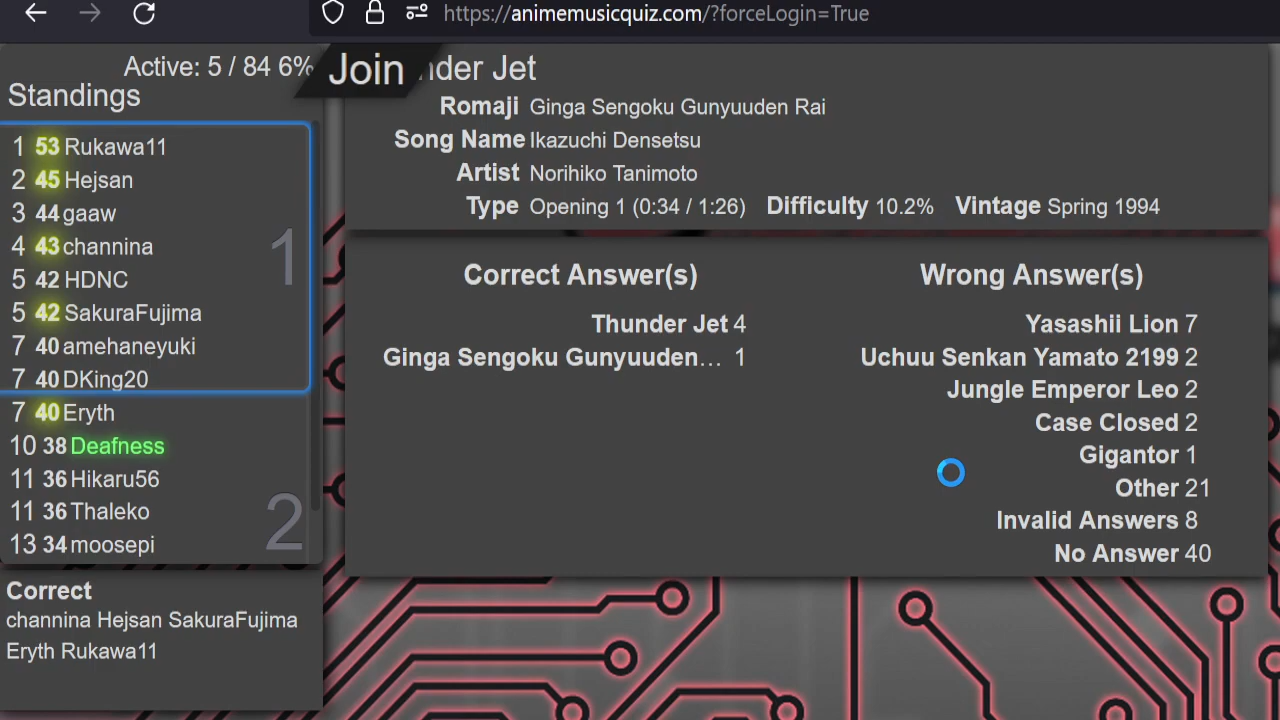 https://animemusicquiz.com/?forceLogin=True
Active: 5 / 84 6%
Standings
1 53 Rukawa11
2 45 Hejsan
3 44 gaaw
4 43 channina
5 42 HDNC
5 42 SakuraFujima
7 40 amehaneyuki
7 40 DKing20
1
7 40 Eryth
10 38 Deafness
11 36 Hikaru56
11 36 Thaleko
13 34 moosepi
2
Correct
channina Hejsan SakuraFujima
Eryth Rukawa11
Join
nder Jet
Romaji Ginga Sengoku Gunyuuden Rai
Song Name Ikazuchi Densetsu
Artist Norihiko Tanimoto
Type Opening 1 (0:34 / 1:26) Difficulty 10.2% Vintage Spring 1994
Correct Answer(s)
Thunder Jet 4
Ginga Sengoku Gunyuuden... 1
Wrong Answer(s)
Yasashii Lion 7
Uchuu Senkan Yamato 2199 2
Jungle Emperor Leo 2
Case Closed 2
Gigantor 1
Other 21
Invalid Answers 8
No Answer 40